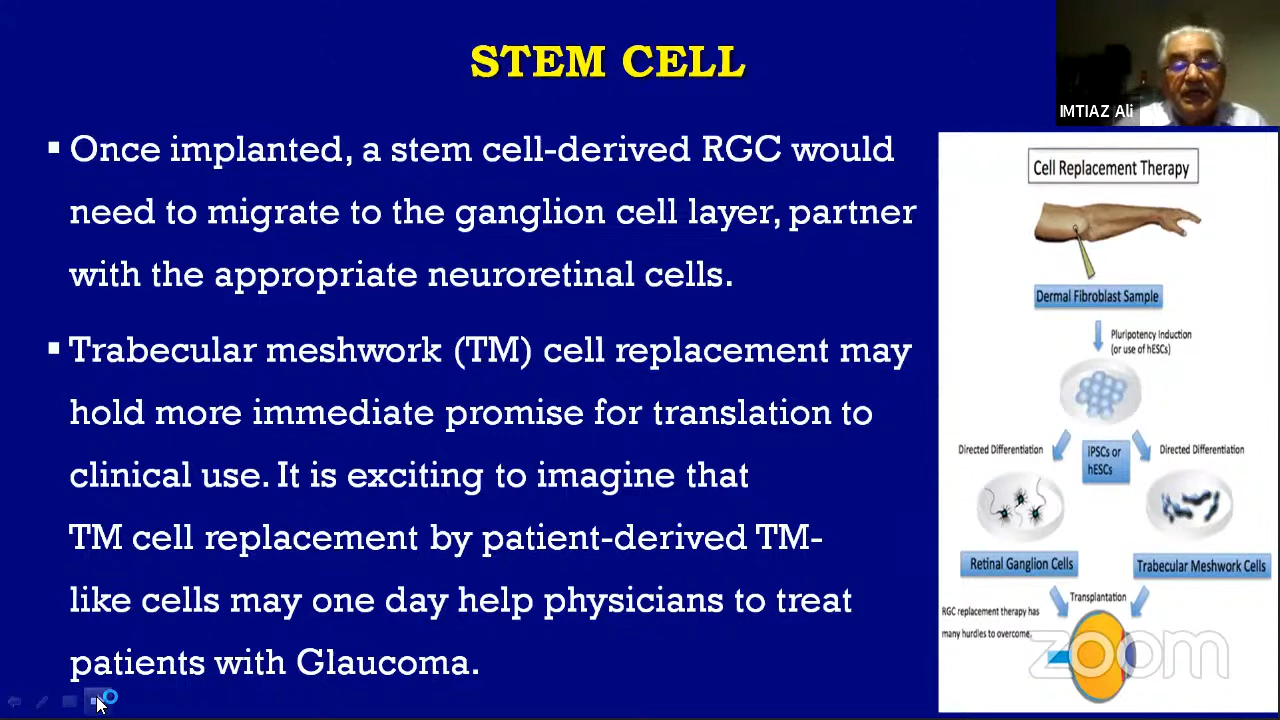 STEM CELL
IMTIAZ Ali
▪ Once implanted, a stem cell-derived RGC would
need to migrate to the ganglion cell layer, partner
with the appropriate neuroretinal cells.
▪ Trabecular meshwork (TM) cell replacement may
hold more immediate promise for translation to
clinical use. It is exciting to imagine that
TM cell replacement by patient-derived TM-
like cells may one day help physicians to treat
patients with Glaucoma.
Cell Replacement Therapy
Dermal Fibroblast Sample
Pluripotency Induction
(or use of hESCs)
Directed Differentiation
iPSCs or
hESCs
Directed Differentiation
Retinal Ganglion Cells
Trabecular Meshwork Cells
Transplantation
RGC replacement therapy has
many hurdles to overcome.
zoom